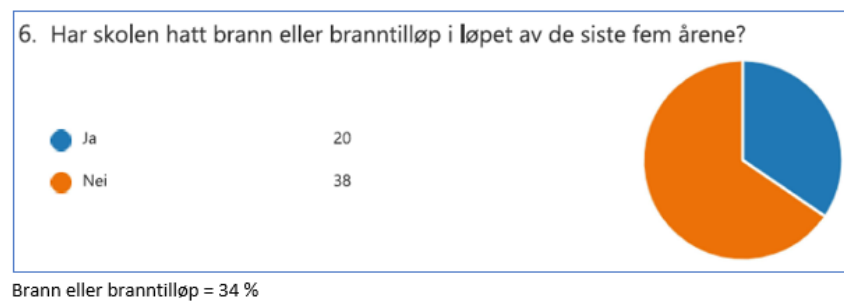 6. Har skolen hatt brann eller branntilløp i løpet av de siste fem årene?
Ja 20
Nei 38
Brann eller branntilløp = 34 %